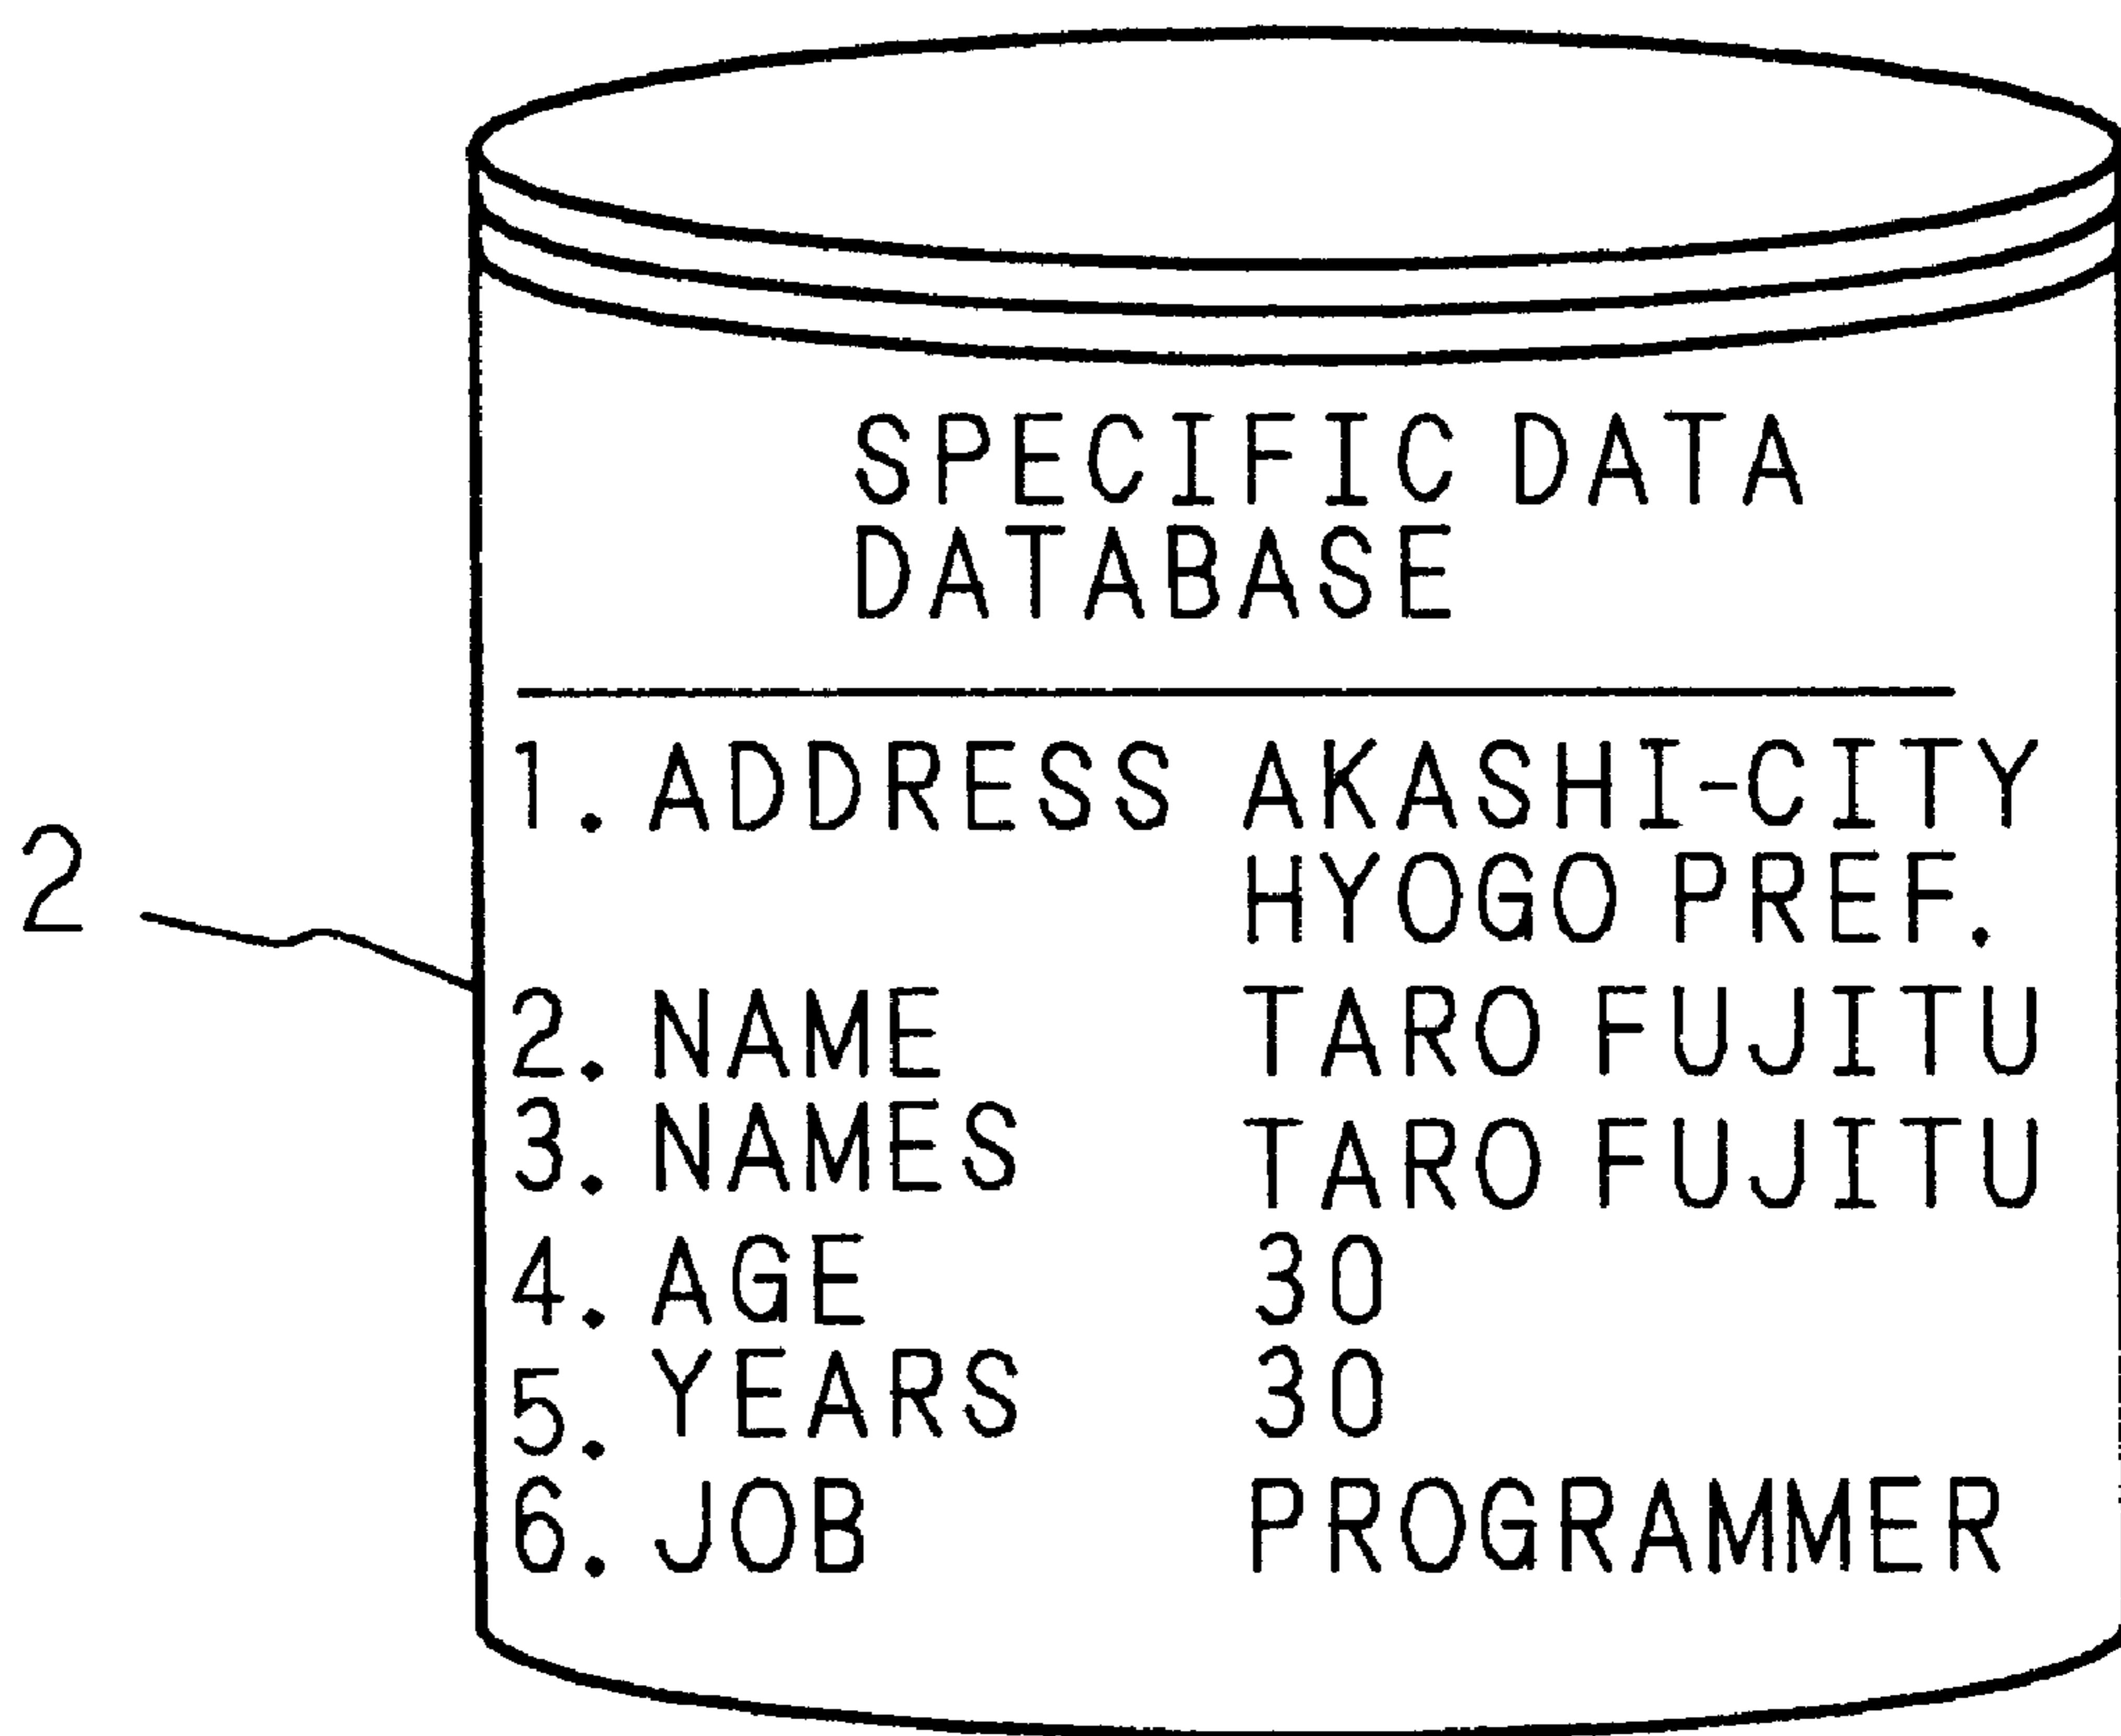 SPECIFIC DATA
DATABASE
1. ADDRESS AKASHI-CITY
HYOGO PREF.
2
2. NAME TARO FUJITU
3. NAMES TARO FUJITU
4. AGE 30
5. YEARS 30
6. JOB PROGRAMMER